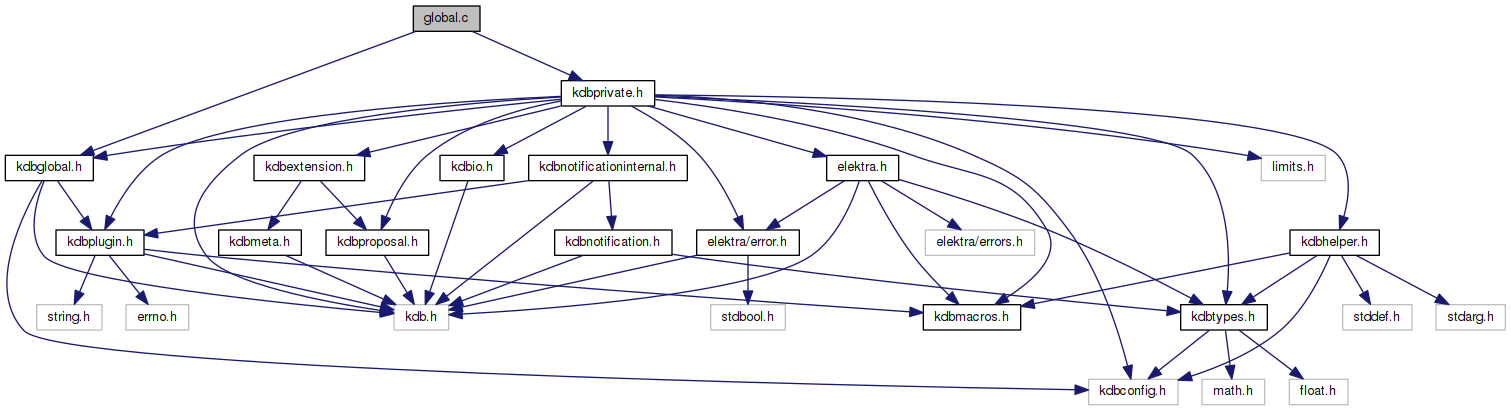 global.c
kdbprivate.h
kdbglobal.h
kdbextension.h
kdbio.h
kdbnotificationinternal.h
elektra.h
limits.h
kdbplugin.h
kdbmeta.h
kdbproposal.h
kdbnotification.h
elektra/error.h
elektra/errors.h
kdbhelper.h
string.h
errno.h
kdb.h
stdbool.h
kdbmacros.h
kdbtypes.h
stddef.h
stdarg.h
kdbconfig.h
math.h
float.h